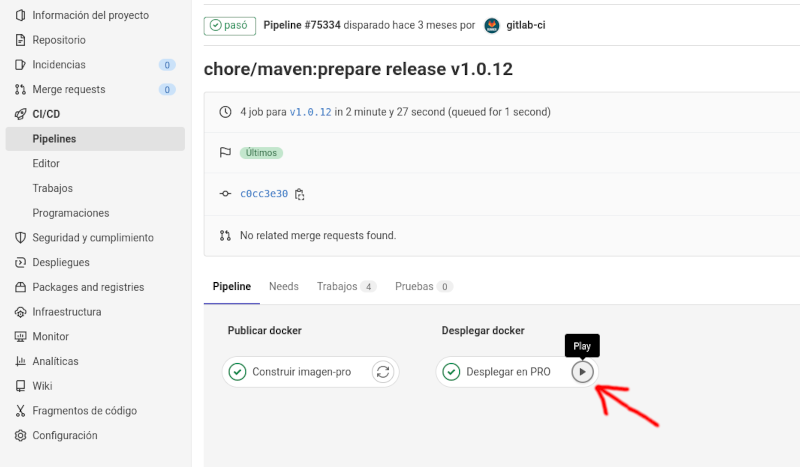 Información del proyecto
Repositorio
Incidencias 0
Merge requests 0
CI/CD
Pipelines
Editor
Trabajos
Programaciones
Seguridad y cumplimiento
Despliegues
Packages and registries
Infraestructura
Monitor
Analíticas
Wiki
Fragmentos de código
Configuración
pasó Pipeline #75334 disparado hace 3 meses por gitlab-ci
chore/maven:prepare release v1.0.12
4 job para v1.0.12 in 2 minute y 27 second (queued for 1 second)
Últimos
c0cc3e30
No related merge requests found.
Pipeline Needs Trabajos 4 Pruebas 0
Publicar docker Desplegar docker
Play
Construir imagen-pro Desplegar en PRO